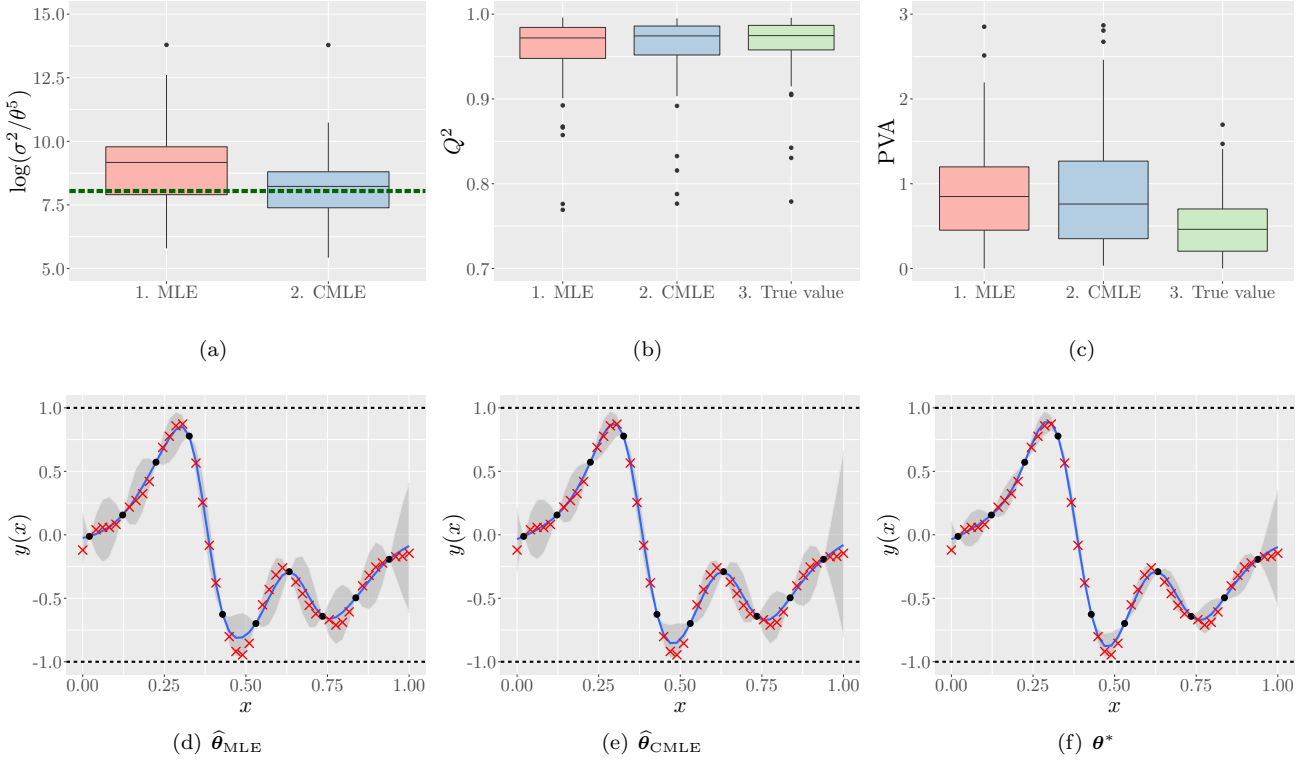 log(σ²/θ⁵)
15.0
12.5
10.0
7.5
5.0
1. MLE 2. CMLE
(a)
Q²
1.0
0.9
0.8
0.7
1. MLE 2. CMLE 3. True value
(b)
PVA
3
2
1
0
1. MLE 2. CMLE 3. True value
(c)
y(x)
1.0
0.5
0.0
-0.5
-1.0
0.00 0.25 0.50 0.75 1.00
x
(d) θ̂_MLE
y(x)
1.0
0.5
0.0
-0.5
-1.0
0.00 0.25 0.50 0.75 1.00
x
(e) θ̂_CMLE
y(x)
1.0
0.5
0.0
-0.5
-1.0
0.00 0.25 0.50 0.75 1.00
x
(f) θ*